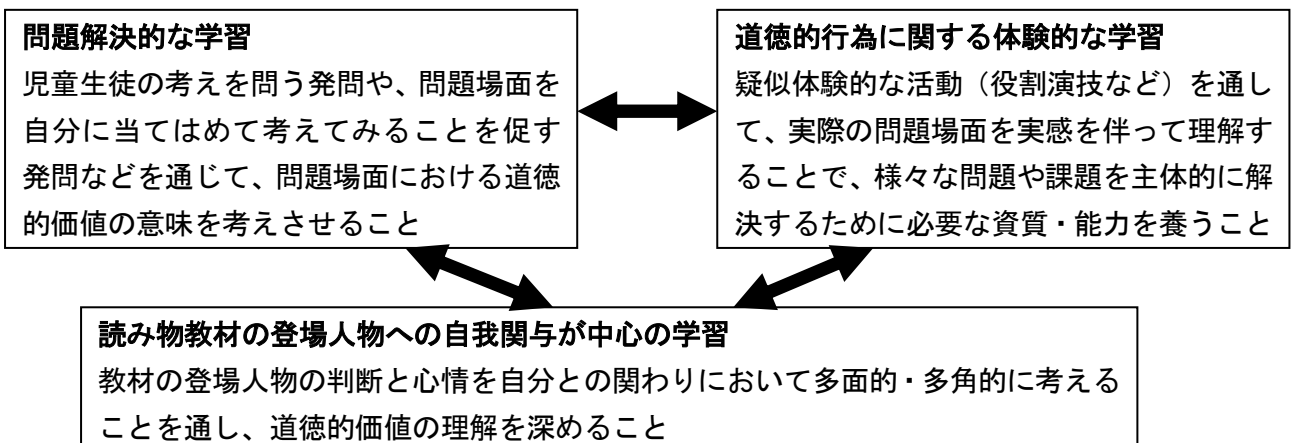 問題解決的な学習
児童生徒の考えを問う発問や、問題場面を
自分に当てはめて考えてみることを促す
発問などを通じて、問題場面における道徳
的価値の意味を考えさせること
道徳的行為に関する体験的な学習
疑似体験的な活動（役割演技など）を通し
て、実際の問題場面を実感を伴って理解す
ることで、様々な問題や課題を主体的に解
決するために必要な資質・能力を養うこと
読み物教材の登場人物への自我関与が中心の学習
教材の登場人物の判断と心情を自分との関わりにおいて多面的・多角的に考える
ことを通し、道徳的価値の理解を深めること